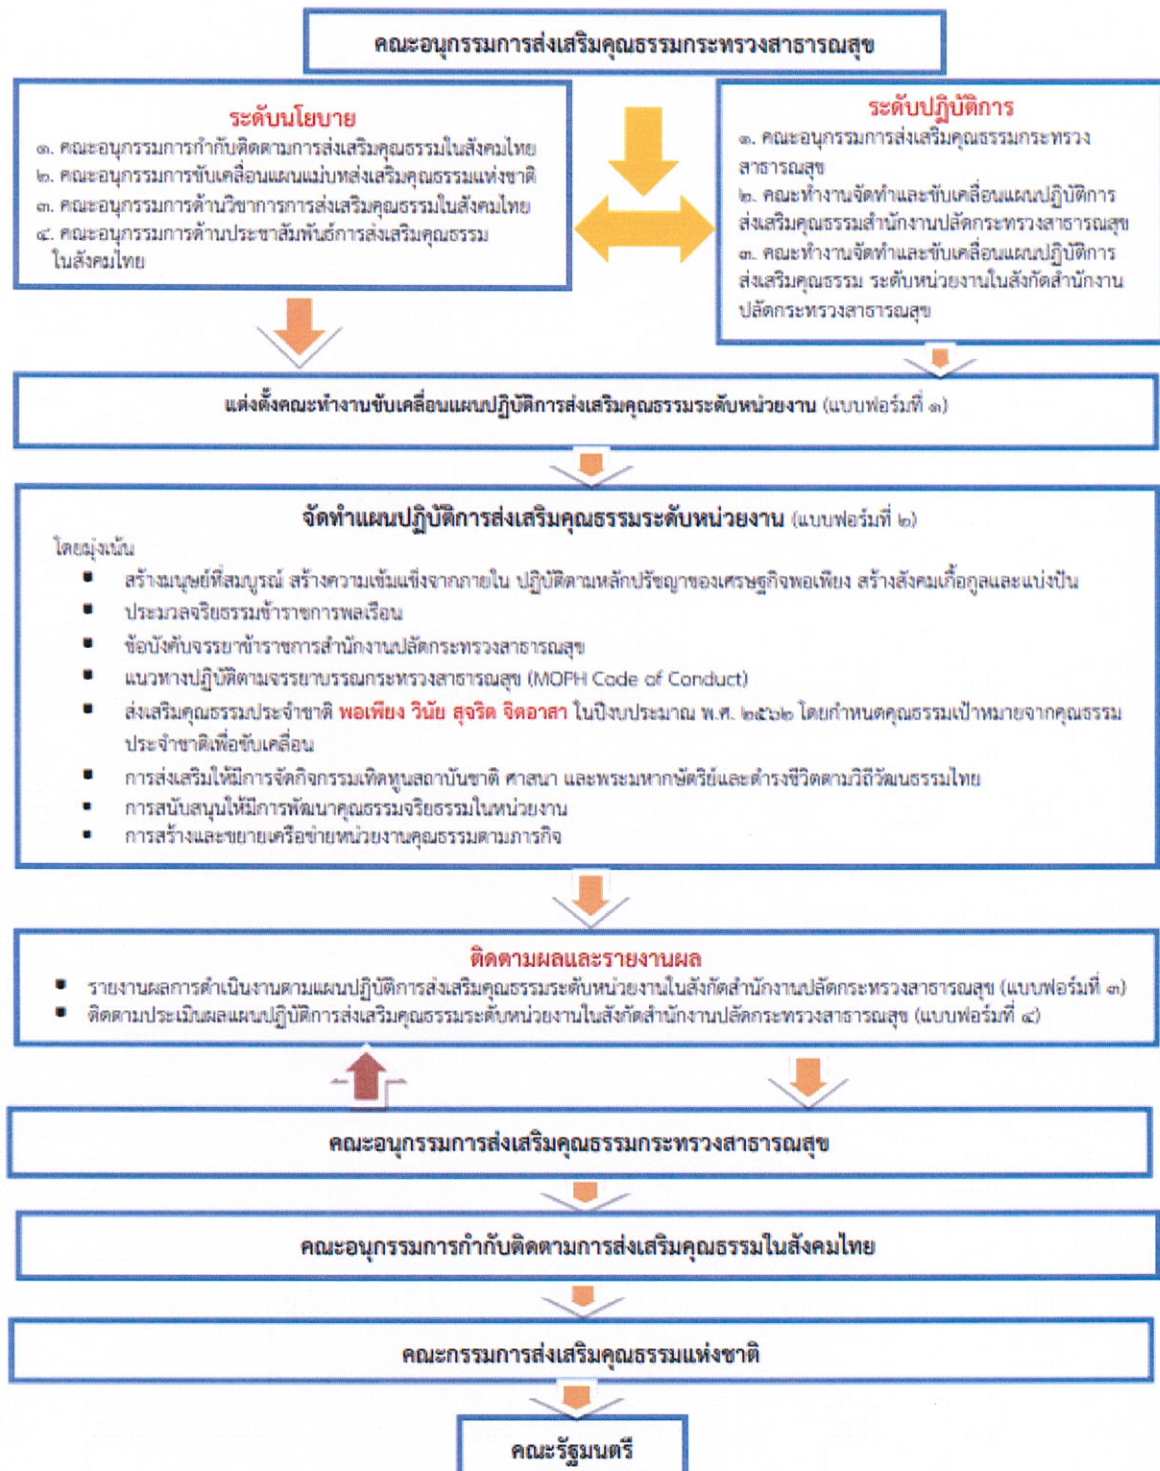 คณะอนุกรรมการส่งเสริมคุณธรรมกระทรวงสาธารณสุข
ระดับนโยบาย
๑. คณะอนุกรรมการกำกับติดตามการส่งเสริมคุณธรรมในสังคมไทย
๒. คณะอนุกรรมการขับเคลื่อนแผนแม่บทส่งเสริมคุณธรรมแห่งชาติ
๓. คณะอนุกรรมการด้านวิชาการการส่งเสริมคุณธรรมในสังคมไทย
๔. คณะอนุกรรมการด้านประชาสัมพันธ์การส่งเสริมคุณธรรม
ในสังคมไทย
ระดับปฏิบัติการ
๑. คณะอนุกรรมการส่งเสริมคุณธรรมกระทรวง
สาธารณสุข
๒. คณะทำงานจัดทำและขับเคลื่อนแผนปฏิบัติการ
ส่งเสริมคุณธรรมสำนักงานปลัดกระทรวงสาธารณสุข
๓. คณะทำงานจัดทำและขับเคลื่อนแผนปฏิบัติการ
ส่งเสริมคุณธรรม ระดับหน่วยงานในสังกัดสำนักงาน
ปลัดกระทรวงสาธารณสุข
แต่งตั้งคณะทำงานขับเคลื่อนแผนปฏิบัติการส่งเสริมคุณธรรมระดับหน่วยงาน (แบบฟอร์มที่ ๑)
จัดทำแผนปฏิบัติการส่งเสริมคุณธรรมระดับหน่วยงาน (แบบฟอร์มที่ ๒)
โดยมุ่งเน้น
▪ สร้างมนุษย์ที่สมบูรณ์ สร้างความเข้มแข็งจากภายใน ปฏิบัติตามหลักปรัชญาของเศรษฐกิจพอเพียง สร้างสังคมเกื้อกูลและแบ่งปัน
▪ ประมวลจริยธรรมข้าราชการพลเรือน
▪ ข้อบังคับจรรยาข้าราชการสำนักงานปลัดกระทรวงสาธารณสุข
▪ แนวทางปฏิบัติตามจรรยาบรรณกระทรวงสาธารณสุข (MOPH Code of Conduct)
▪ ส่งเสริมคุณธรรมประจำชาติ พอเพียง วินัย สุจริต จิตอาสา ในปีงบประมาณ พ.ศ. ๒๕๖๒ โดยกำหนดคุณธรรมเป้าหมายจากคุณธรรม
ประจำชาติเพื่อขับเคลื่อน
▪ การส่งเสริมให้มีการจัดกิจกรรมเทิดทูนสถาบันชาติ ศาสนา และพระมหากษัตริย์และดำรงชีวิตตามวิถีวัฒนธรรมไทย
▪ การสนับสนุนให้มีการพัฒนาคุณธรรมจริยธรรมในหน่วยงาน
▪ การสร้างและขยายเครือข่ายหน่วยงานคุณธรรมตามภารกิจ
ติดตามผลและรายงานผล
▪ รายงานผลการดำเนินงานตามแผนปฏิบัติการส่งเสริมคุณธรรมระดับหน่วยงานในสังกัดสำนักงานปลัดกระทรวงสาธารณสุข (แบบฟอร์มที่ ๓)
▪ ติดตามประเมินผลแผนปฏิบัติการส่งเสริมคุณธรรมระดับหน่วยงานในสังกัดสำนักงานปลัดกระทรวงสาธารณสุข (แบบฟอร์มที่ ๔)
คณะอนุกรรมการส่งเสริมคุณธรรมกระทรวงสาธารณสุข
คณะอนุกรรมการกำกับติดตามการส่งเสริมคุณธรรมในสังคมไทย
คณะกรรมการส่งเสริมคุณธรรมแห่งชาติ
คณะรัฐมนตรี